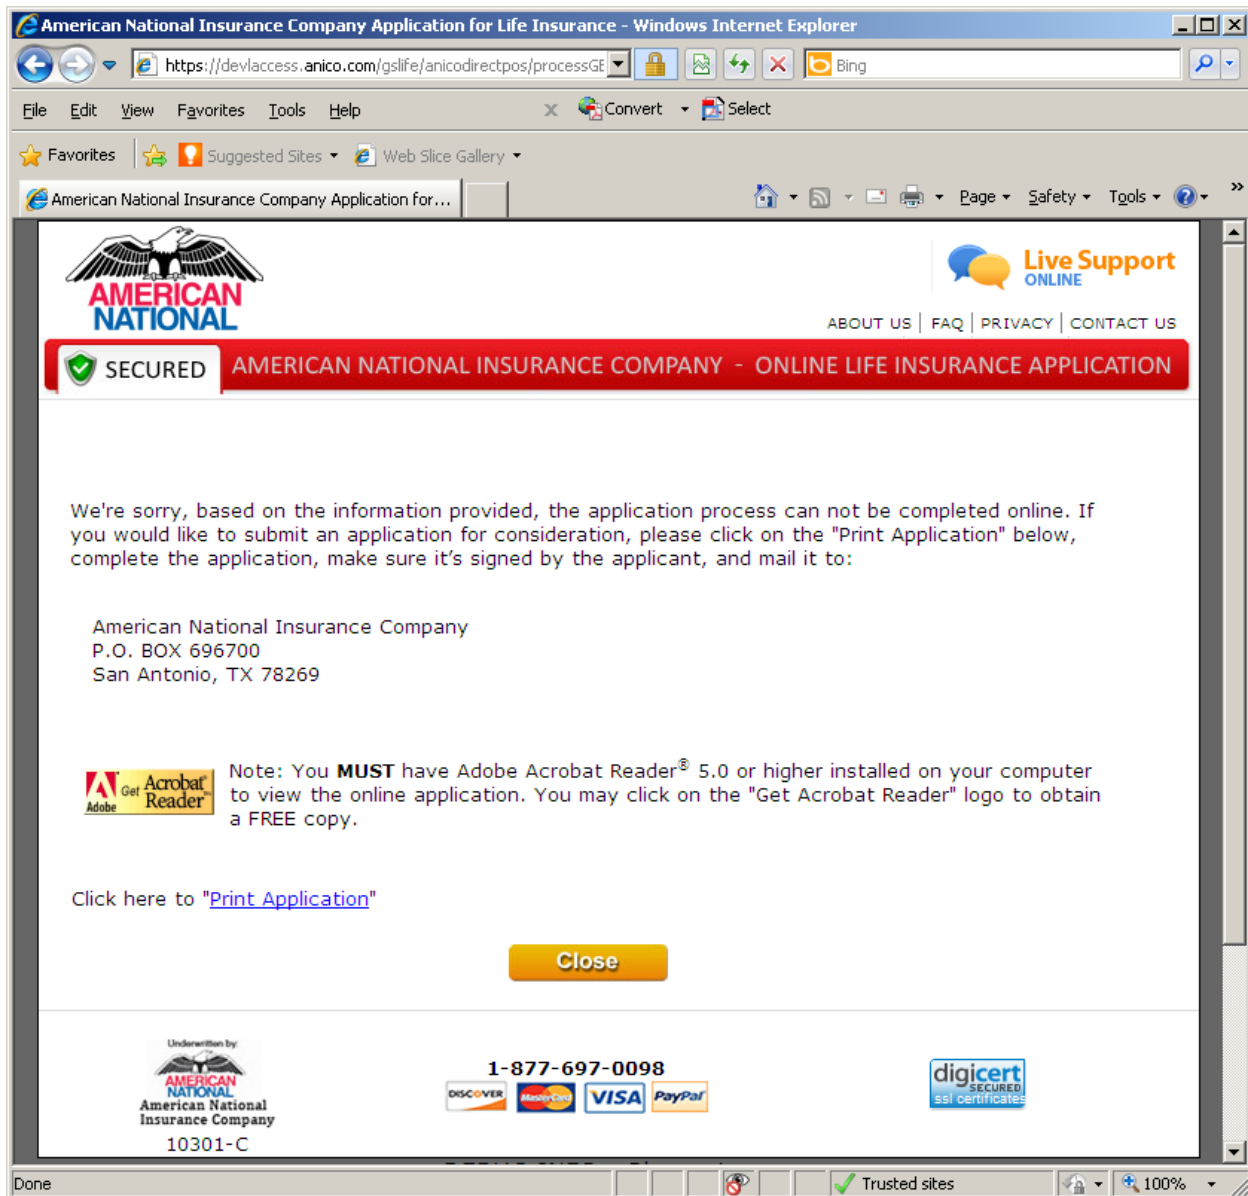 American National Insurance Company Application for Life Insurance - Windows Internet Explorer
https://devlaccess.anico.com/gslife/anicodirectpos/processGE
Bing
File Edit View Favorites Tools Help
x Convert Select
Favorites Suggested Sites Web Slice Gallery
American National Insurance Company Application for...
Page Safety Tools »
AMERICAN
NATIONAL
Live Support
ONLINE
ABOUT US | FAQ | PRIVACY | CONTACT US
SECURED AMERICAN NATIONAL INSURANCE COMPANY - ONLINE LIFE INSURANCE APPLICATION
We're sorry, based on the information provided, the application process can not be completed online. If
you would like to submit an application for consideration, please click on the "Print Application" below,
complete the application, make sure it’s signed by the applicant, and mail it to:
American National Insurance Company
P.O. BOX 696700
San Antonio, TX 78269
Adobe Get Acrobat Reader
Note: You MUST have Adobe Acrobat Reader® 5.0 or higher installed on your computer
to view the online application. You may click on the "Get Acrobat Reader" logo to obtain
a FREE copy.
Click here to "Print Application"
Close
Underwritten by:
AMERICAN
NATIONAL
American National
Insurance Company
10301-C
1-877-697-0098
DISCOVER MasterCard VISA PayPal
digicert
SECURED
ssl certificates
Done Trusted sites 100%